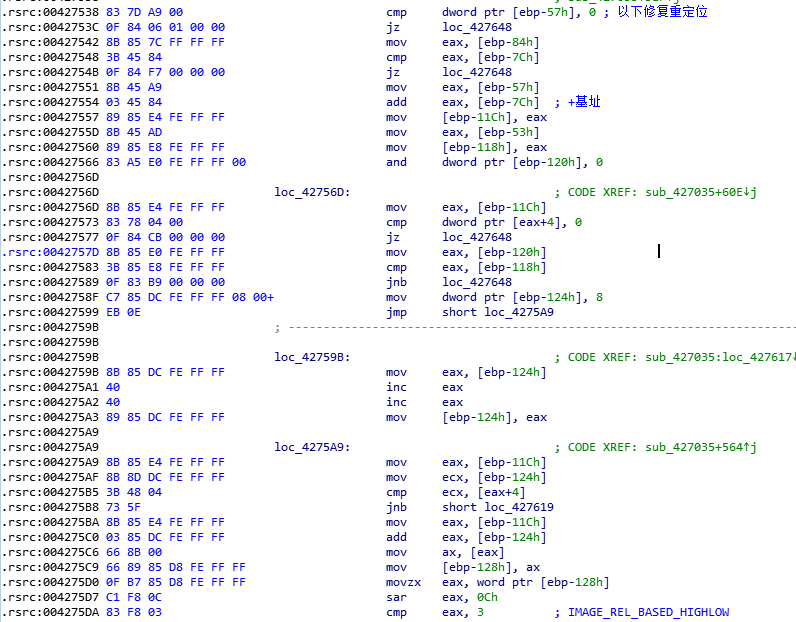 .rsrc:00427538 83 7D A9 00 cmp dword ptr [ebp-57h], 0 ; 以下修复重定位
.rsrc:0042753C 0F 84 06 01 00 00 jz loc_427648
.rsrc:00427542 8B 85 7C FF FF FF mov eax, [ebp-84h]
.rsrc:00427548 3B 45 84 cmp eax, [ebp-7Ch]
.rsrc:0042754B 0F 84 F7 00 00 00 jz loc_427648
.rsrc:00427551 8B 45 A9 mov eax, [ebp-57h]
.rsrc:00427554 03 45 84 add eax, [ebp-7Ch] ; +基址
.rsrc:00427557 89 85 E4 FE FF FF mov [ebp-11Ch], eax
.rsrc:0042755D 8B 45 AD mov eax, [ebp-53h]
.rsrc:00427560 89 85 E8 FE FF FF mov [ebp-118h], eax
.rsrc:00427566 83 A5 E0 FE FF FF 00 and dword ptr [ebp-120h], 0
.rsrc:0042756D
.rsrc:0042756D loc_42756D: ; CODE XREF: sub_427035+60E↓j
.rsrc:0042756D 8B 85 E4 FE FF FF mov eax, [ebp-11Ch]
.rsrc:00427573 83 78 04 00 cmp dword ptr [eax+4], 0
.rsrc:00427577 0F 84 CB 00 00 00 jz loc_427648
.rsrc:0042757D 8B 85 E0 FE FF FF mov eax, [ebp-120h]
.rsrc:00427583 3B 85 E8 FE FF FF cmp eax, [ebp-118h]
.rsrc:00427589 0F 83 B9 00 00 00 jnb loc_427648
.rsrc:0042758F C7 85 DC FE FF FF 08 00+ mov dword ptr [ebp-124h], 8
.rsrc:00427599 EB 0E jmp short loc_4275A9
.rsrc:0042759B ; ---------------------------------------------------------------------------
.rsrc:0042759B
.rsrc:0042759B loc_42759B: ; CODE XREF: sub_427035:loc_427617↓
.rsrc:0042759B 8B 85 DC FE FF FF mov eax, [ebp-124h]
.rsrc:004275A1 40 inc eax
.rsrc:004275A2 40 inc eax
.rsrc:004275A3 89 85 DC FE FF FF mov [ebp-124h], eax
.rsrc:004275A9
.rsrc:004275A9 loc_4275A9: ; CODE XREF: sub_427035+564↑j
.rsrc:004275A9 8B 85 E4 FE FF FF mov eax, [ebp-11Ch]
.rsrc:004275AF 8B 8D DC FE FF FF mov ecx, [ebp-124h]
.rsrc:004275B5 3B 48 04 cmp ecx, [eax+4]
.rsrc:004275B8 73 5F jnb short loc_427619
.rsrc:004275BA 8B 85 E4 FE FF FF mov eax, [ebp-11Ch]
.rsrc:004275C0 03 85 DC FE FF FF add eax, [ebp-124h]
.rsrc:004275C6 66 8B 00 mov ax, [eax]
.rsrc:004275C9 66 89 85 D8 FE FF FF mov [ebp-128h], ax
.rsrc:004275D0 0F B7 85 D8 FE FF FF movzx eax, word ptr [ebp-128h]
.rsrc:004275D7 C1 F8 0C sar eax, 0Ch
.rsrc:004275DA 83 F8 03 cmp eax, 3 ; IMAGE_REL_BASED_HIGHLOW